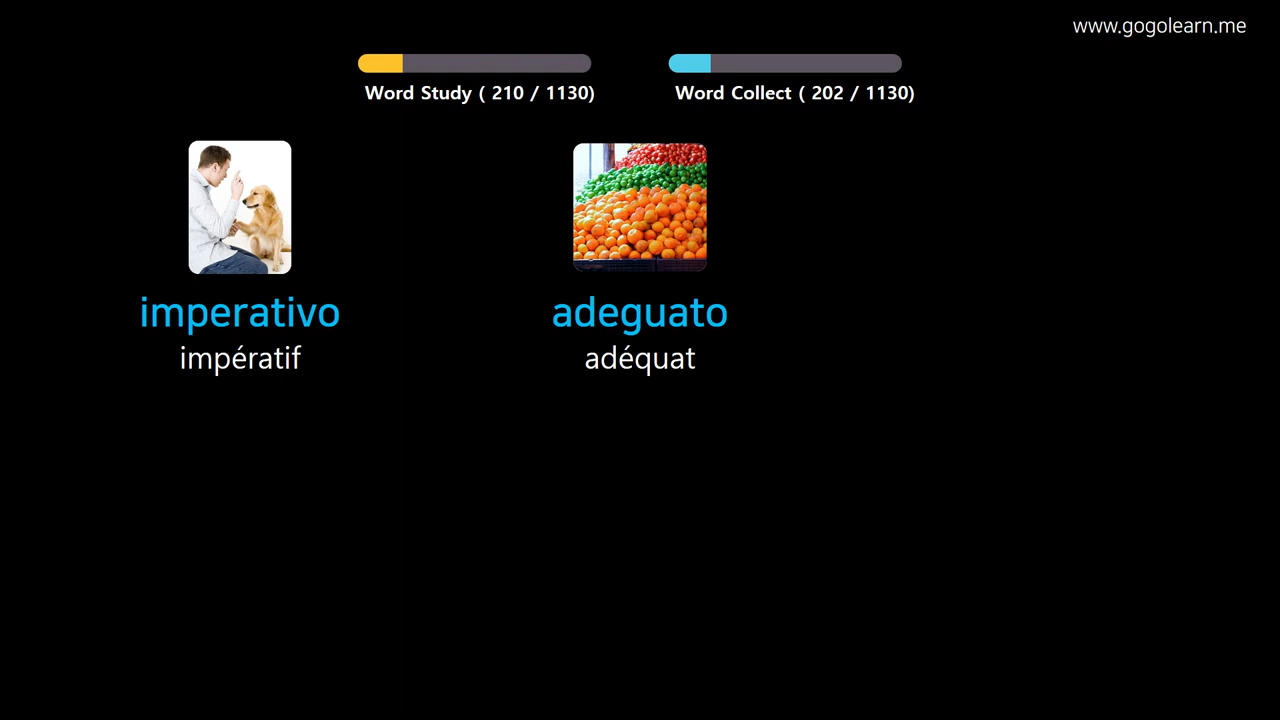 www.gogolearn.me
Word Study ( 210 / 1130)
Word Collect ( 202 / 1130)
imperativo
impératif
adeguato
adéquat